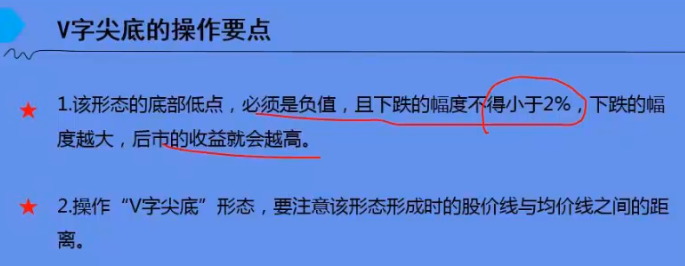 V字尖底的操作要点
1.该形态的底部低点，必须是负值，且下跌的幅度不得小于2%，下跌的幅
度越大，后市的收益就会越高。
2.操作“V字尖底”形态，要注意该形态形成时的股价线与均价线之间的距
离。